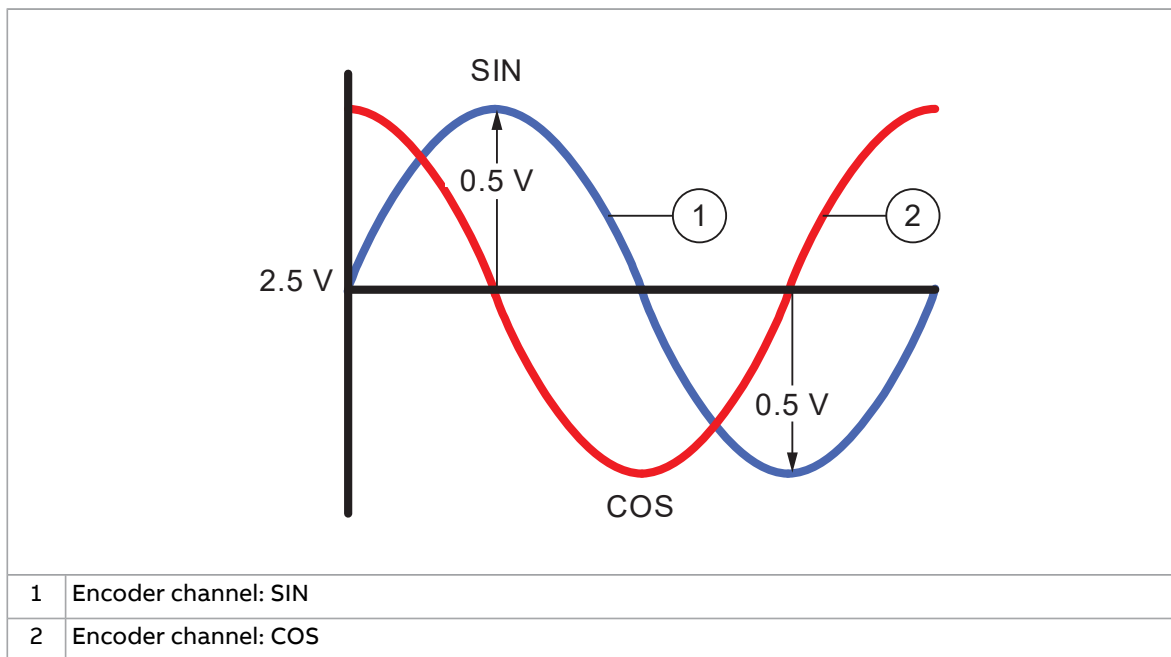 SIN
0.5 V
1
2
2.5 V
0.5 V
COS
1 Encoder channel: SIN
2 Encoder channel: COS